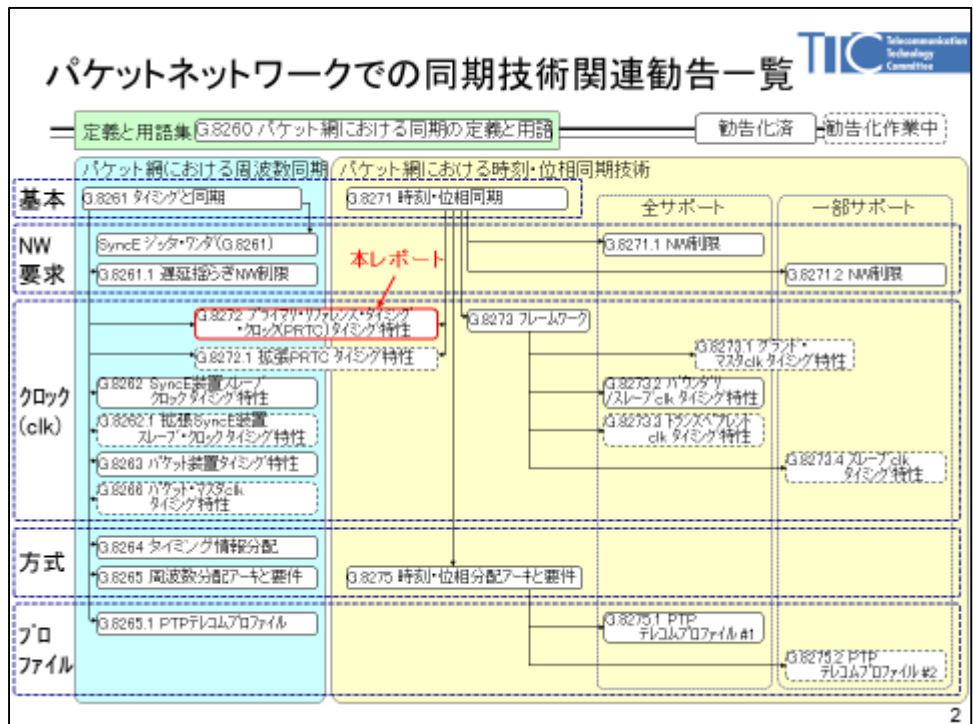 パケットネットワークでの同期技術関連勧告一覧
TTC
Telecommunication
Technology
Committee
定義と用語集
G.8260 パケット網における同期の定義と用語
勧告化済
勧告化作業中
パケット網における周波数同期
パケット網における時刻・位相同期技術
基本
G.8261 タイミングと同期
G.8271 時刻・位相同期
全サポート
一部サポート
NW
要求
SyncE ジッタ・ワンダ(G.8261)
G.8261.1 遅延揺らぎNW制限
本レポート
G.8271.1 NW制限
G.8271.2 NW制限
クロック
(clk)
G.8272 プライマリ・リファレンス・タイミング
・クロック(PRTC)タイミング特性
G.8272.1 拡張PRTC タイミング特性
G.8273 フレームワーク
G.8273.1 グランド・
マスタclk タイミング特性
G.8262 SyncE装置スレーブ
クロックタイミング特性
G.8262.1 拡張SyncE装置
スレーブ・クロックタイミング特性
G.8263 パケット装置タイミング特性
G.8266 パケット・マスタclk
タイミング特性
G.8273.2 バウンダリ
/スレーブclk タイミング特性
G.8273.3 トランスペアレント
clk タイミング特性
G.8273.4 スレーブclk
タイミング特性
方式
G.8264 タイミング情報分配
G.8265 周波数分配アーキと要件
G.8275 時刻・位相分配アーキと要件
プロ
ファイル
G.8265.1 PTPテレコムプロファイル
G.8275.1 PTP
テレコムプロファイル #1
G.8275.2 PTP
テレコムプロファイル #2
2